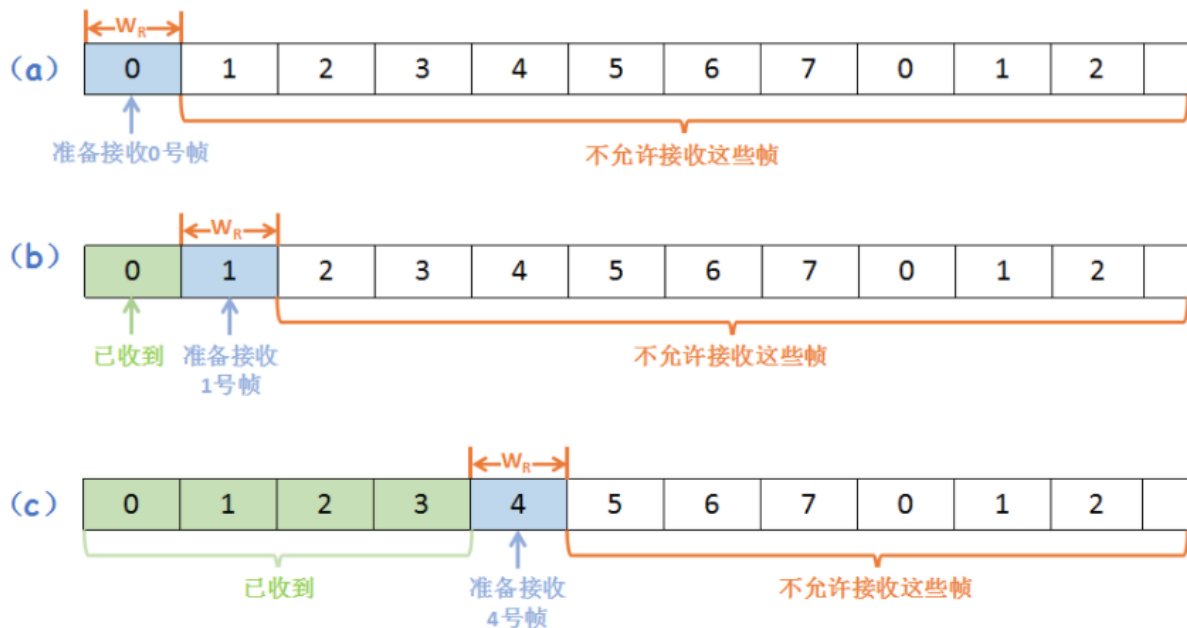 W_R
(a) 0 1 2 3 4 5 6 7 0 1 2
准备接收0号帧 不允许接收这些帧
W_R
(b) 0 1 2 3 4 5 6 7 0 1 2
已收到 准备接收 不允许接收这些帧
1号帧
W_R
(c) 0 1 2 3 4 5 6 7 0 1 2
已收到 准备接收 不允许接收这些帧
4号帧